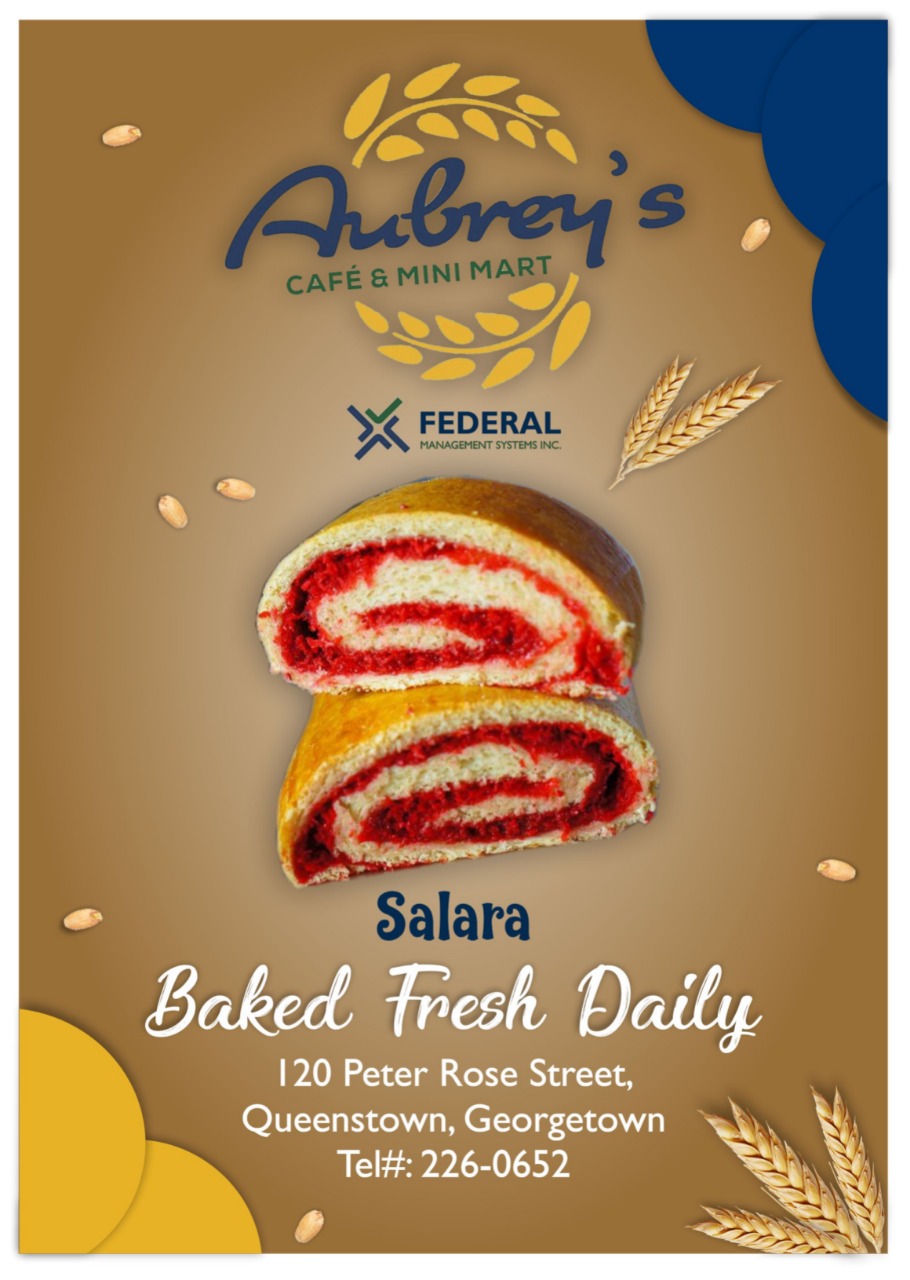 Aubrey's
CAFÉ & MINI MART
FEDERAL
MANAGEMENT SYSTEMS INC.
Salara
Baked Fresh Daily
120 Peter Rose Street,
Queenstown, Georgetown
Tel#: 226-0652